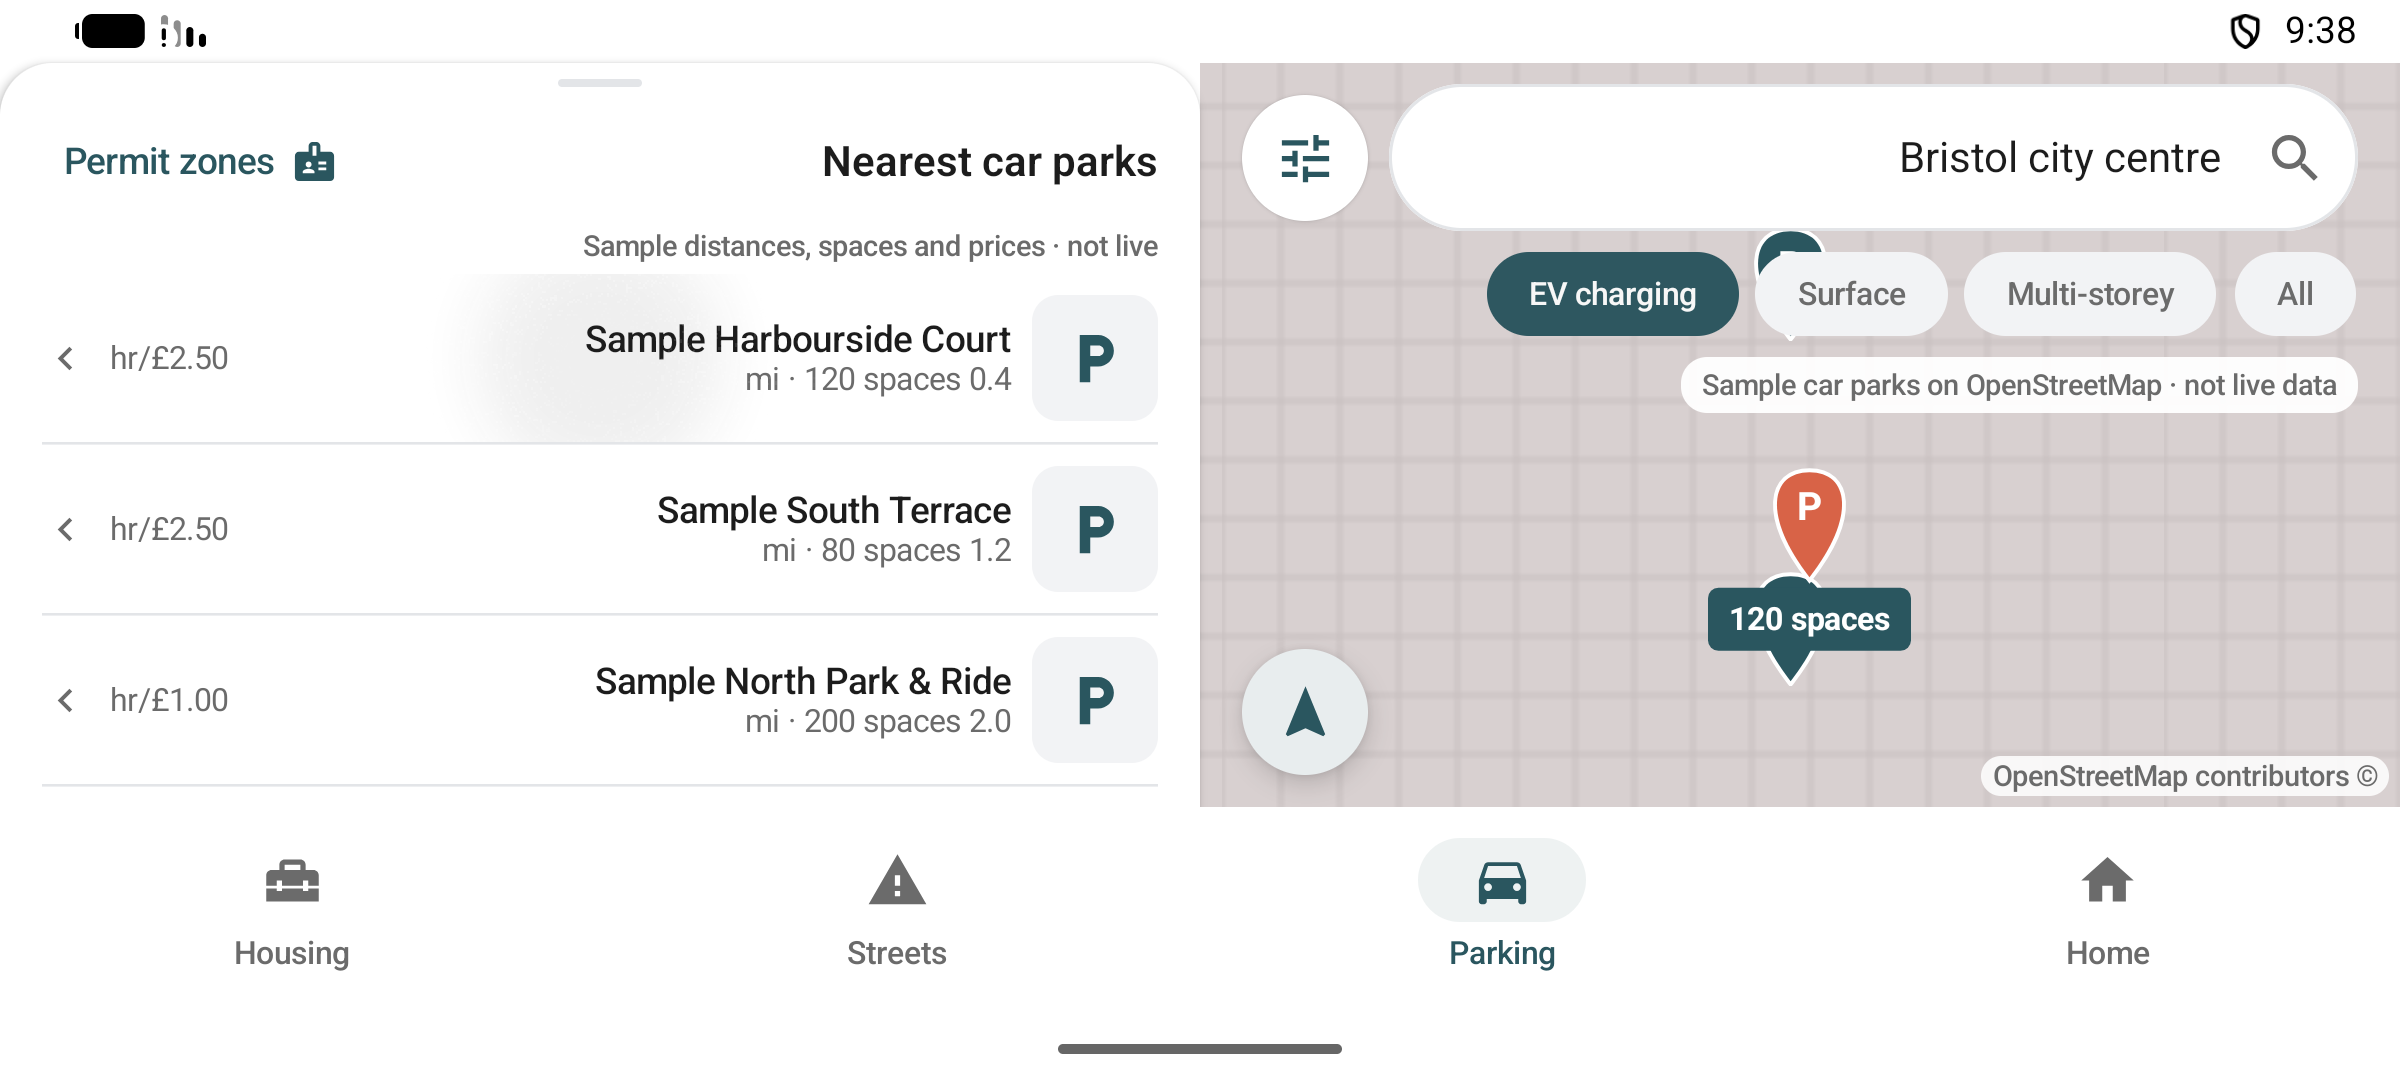 9:38
Permit zones
Nearest car parks
Sample distances, spaces and prices · not live
Sample Harbourside Court
mi · 120 spaces 0.4
hr/£2.50
P
Sample South Terrace
mi · 80 spaces 1.2
hr/£2.50
P
Sample North Park & Ride
mi · 200 spaces 2.0
hr/£1.00
P
Bristol city centre
EV charging
Surface
Multi-storey
All
Sample car parks on OpenStreetMap · not live data
P
120 spaces
OpenStreetMap contributors ©
Housing
Streets
Parking
Home